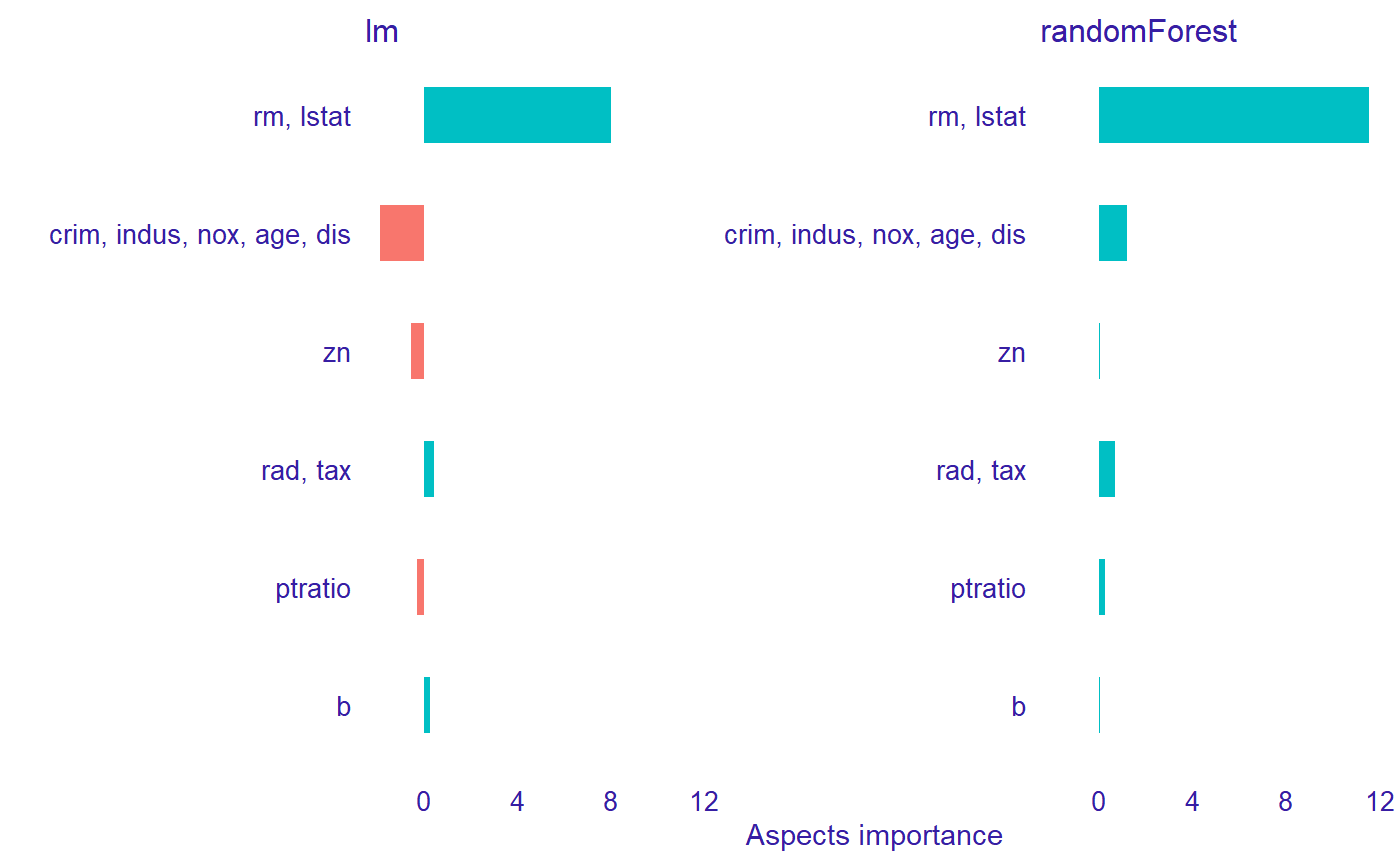 lm
rm, lstat
crim, indus, nox, age, dis
zn
rad, tax
ptratio
b
0 4 8 12
randomForest
rm, lstat
crim, indus, nox, age, dis
zn
rad, tax
ptratio
b
0 4 8 12
Aspects importance